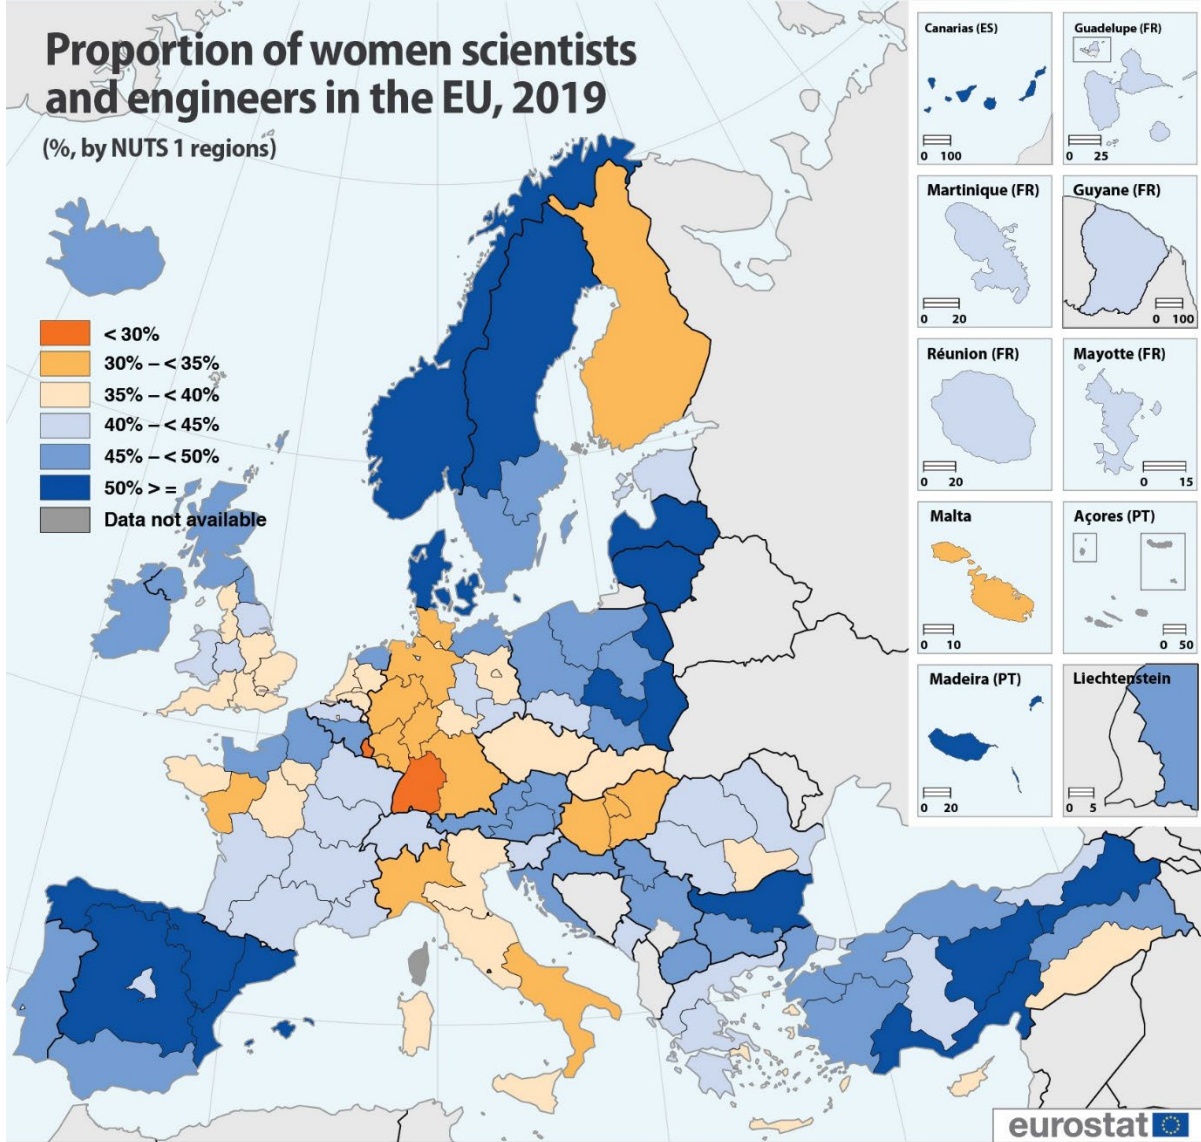 Proportion of women scientists
and engineers in the EU, 2019
(%, by NUTS 1 regions)
< 30%
30% – < 35%
35% – < 40%
40% – < 45%
45% – < 50%
50% > =
Data not available
Canarias (ES)
0 100
Guadelupe (FR)
0 25
Martinique (FR)
0 20
Guyane (FR)
0 100
Réunion (FR)
0 20
Mayotte (FR)
0 15
Malta
0 10
Açores (PT)
0 50
Madeira (PT)
0 20
Liechtenstein
0 5
eurostat